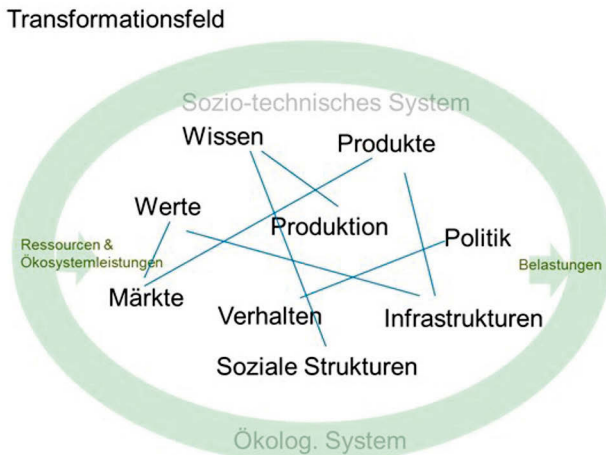 Transformationsfeld
Sozio-technisches System
Wissen
Produkte
Werte
Produktion
Politik
Ressourcen &
Ökosystemleistungen
Belastungen
Märkte
Verhalten
Infrastrukturen
Soziale Strukturen
Ökolog. System